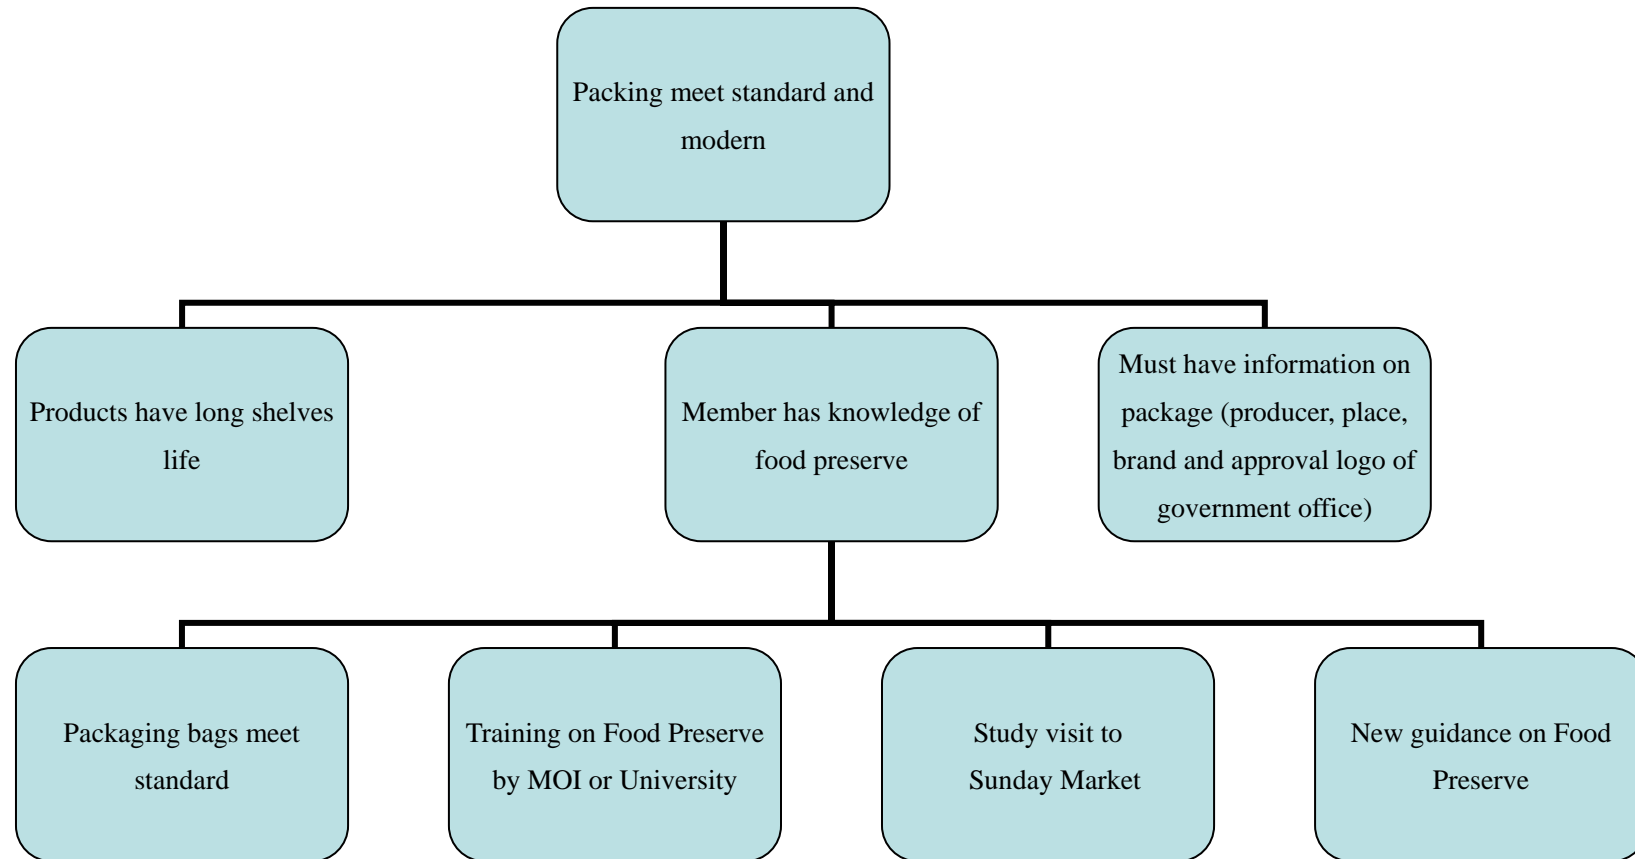 Packing meet standard and
modern
Products have long shelves
life
Member has knowledge of
food preserve
Must have information on
package (producer, place,
brand and approval logo of
government office)
Packaging bags meet
standard
Training on Food Preserve
by MOI or University
Study visit to
Sunday Market
New guidance on Food
Preserve